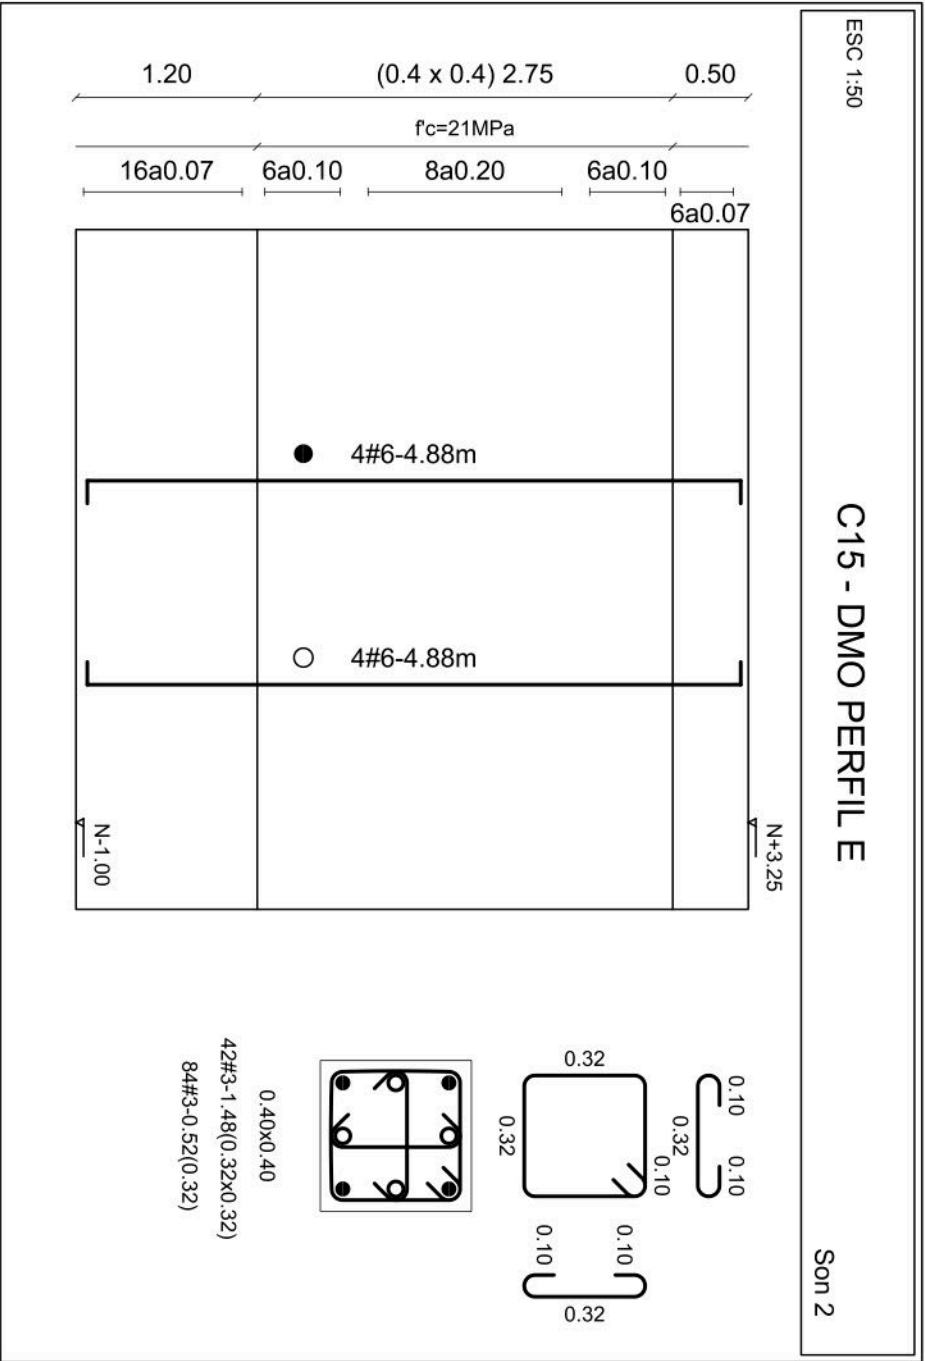 ESC 1:50
C15 - DMO PERFIL E
Son 2
1.20
(0.4 x 0.4) 2.75
0.50
f'c=21MPa
16a0.07
6a0.10
8a0.20
6a0.10
6a0.07
4#6-4.88m
4#6-4.88m
N-1.00
N+3.25
0.10
0.10
0.32
0.32
0.32
0.10
0.10
0.10
0.32
0.40x0.40
42#3-1.48(0.32x0.32)
84#3-0.52(0.32)